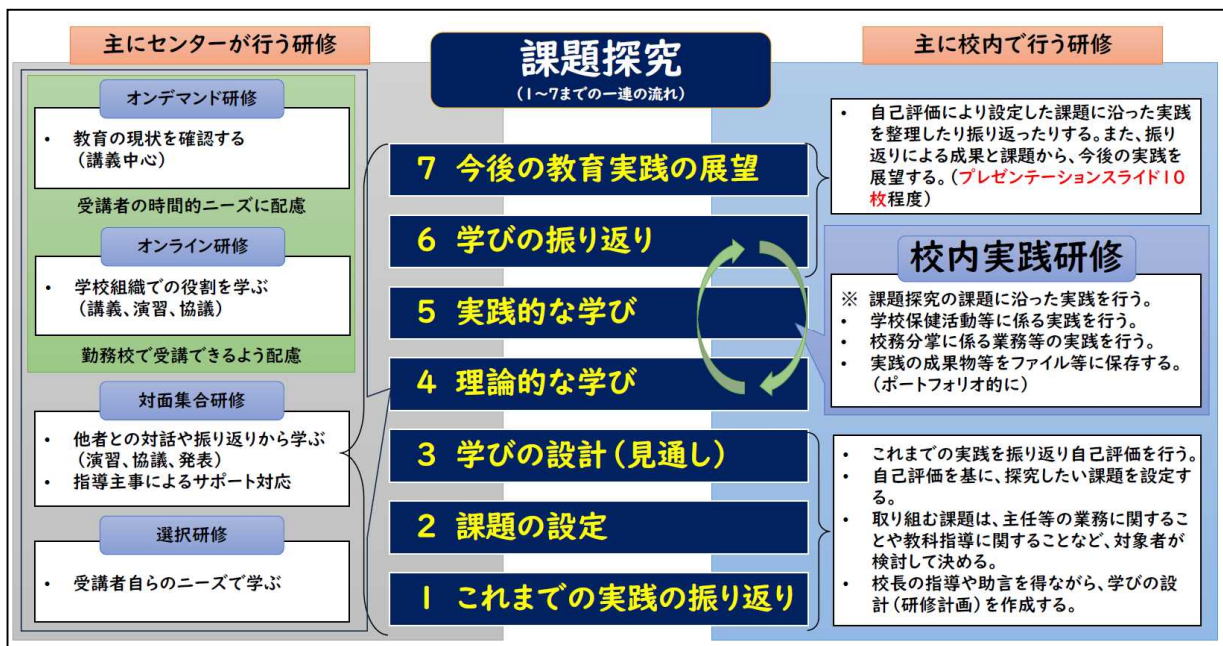 主にセンターが行う研修
オンデマンド研修
• 教育の現状を確認する
（講義中心）
受講者の時間的ニーズに配慮
オンライン研修
• 学校組織での役割を学ぶ
（講義、演習、協議）
勤務校で受講できるよう配慮
対面集合研修
• 他者との対話や振り返りから学ぶ
（演習、協議、発表）
• 指導主事によるサポート対応
選択研修
• 受講者自らのニーズで学ぶ
課題探究
（1～7までの一連の流れ）
7 今後の教育実践の展望
6 学びの振り返り
5 実践的な学び
4 理論的な学び
3 学びの設計（見通し）
2 課題の設定
1 これまでの実践の振り返り
主に校内で行う研修
• 自己評価により設定した課題に沿った実践
を整理したり振り返ったりする。また、振り
返りによる成果と課題から、今後の実践を
展望する。（プレゼンテーションスライド10
枚程度）
校内実践研修
※ 課題探究の課題に沿った実践を行う。
• 学校保健活動等に係る実践を行う。
• 校務分掌に係る業務等の実践を行う。
• 実践の成果物等をファイル等に保存する。
（ポートフォリオ的に）
• これまでの実践を振り返り自己評価を行う。
• 自己評価を基に、探究したい課題を設定す
る。
• 取り組む課題は、主任等の業務に関するこ
とや教科指導に関することなど、対象者が
検討して決める。
• 校長の指導や助言を得ながら、学びの設
計（研修計画）を作成する。